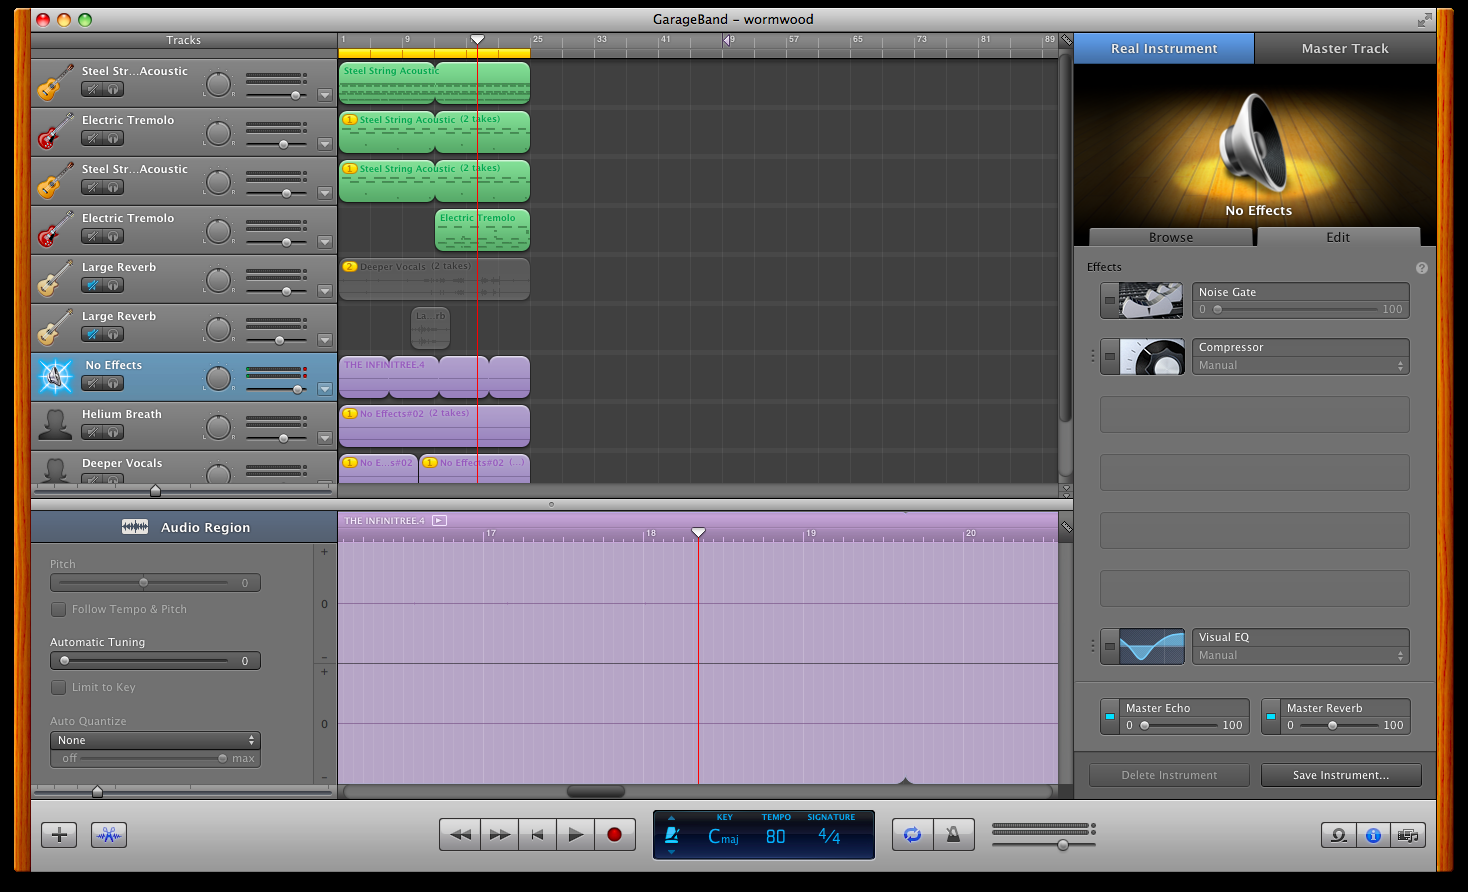 GarageBand – wormwood
Tracks
1 9 25 33 41 49 57 65 73 81 89
Real Instrument
Master Track
Steel Str...Acoustic
L R
Steel String Acoustic
Electric Tremolo
L R
1 Steel String Acoustic (2 takes)
Steel Str...Acoustic
L R
1 Steel String Acoustic (2 takes)
Electric Tremolo
L R
Electric Tremolo
No Effects
Browse
Edit
Large Reverb
L R
2 Deeper Vocals (2 takes)
Effects
?
Noise Gate
0 100
Large Reverb
L R
La...rb
Compressor
Manual
No Effects
L R
THE INFINITREE.4
Helium Breath
L R
1 No Effects#02 (2 takes)
Deeper Vocals
1 No E...s#02
1 No Effects#02 (...)
Audio Region
THE INFINITREE.4
17 18 19 20
Pitch
0
Follow Tempo & Pitch
Automatic Tuning
0
Limit to Key
Auto Quantize
None
off max
+
0
–
+
0
–
Visual EQ
Manual
Master Echo
0 100
Master Reverb
0 100
Delete Instrument
Save Instrument...
KEY TEMPO SIGNATURE
Cmaj 80 4/4